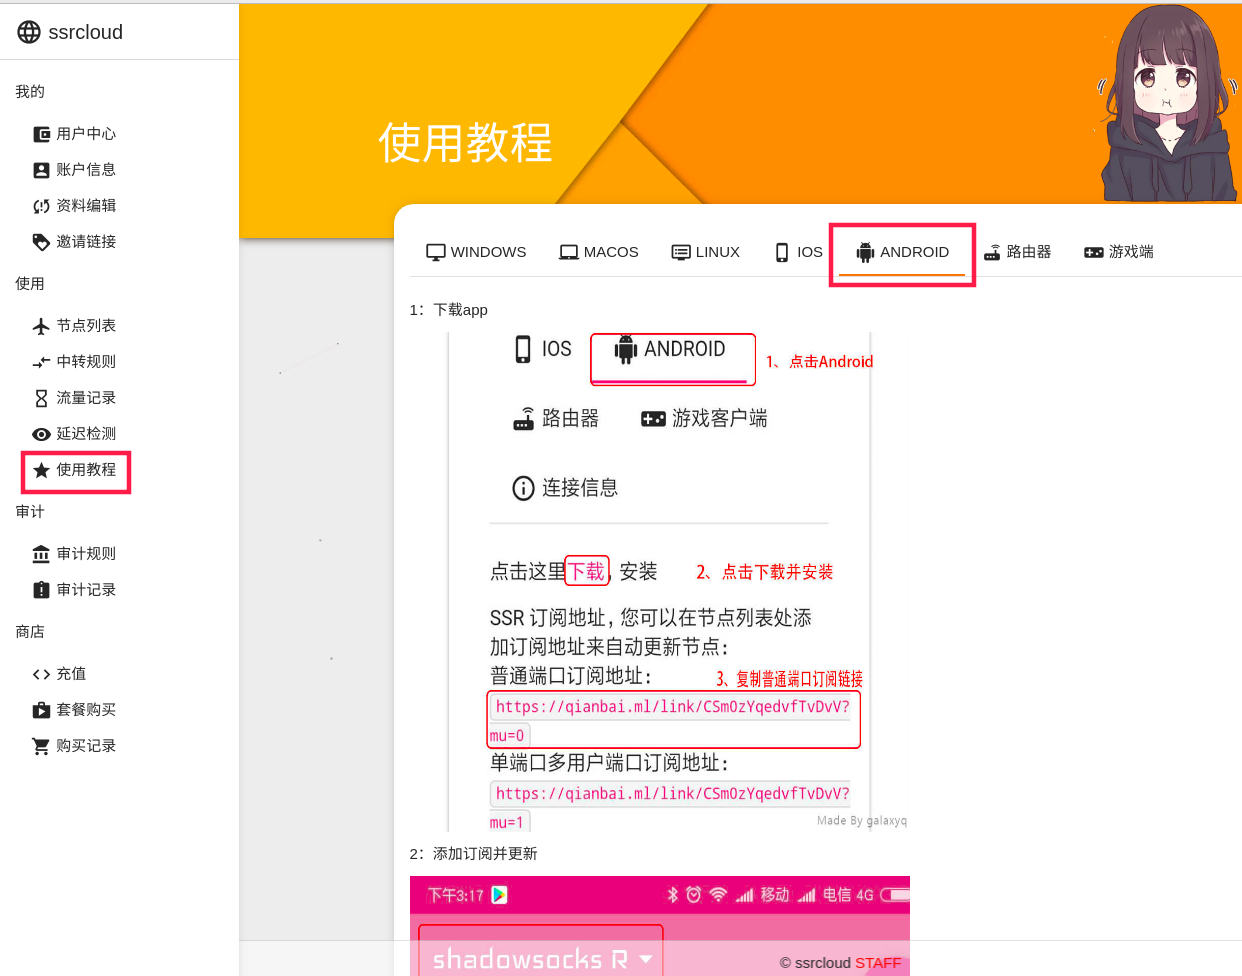 ssrcloud
我的
用户中心
账户信息
资料编辑
邀请链接
使用
节点列表
中转规则
流量记录
延迟检测
使用教程
审计
审计规则
审计记录
商店
充值
套餐购买
购买记录
使用教程
WINDOWS MACOS LINUX IOS ANDROID 路由器 游戏端
1：下载app
IOS ANDROID 1、点击Android
路由器 游戏客户端
连接信息
点击这里下载，安装 2、点击下载并安装
SSR 订阅地址，您可以在节点列表处添
加订阅地址来自动更新节点：
普通端口订阅地址： 3、复制普通端口订阅链接
https://qianbai.ml/link/CSmOzYqedvfTvDvV?
mu=0
单端口多用户端口订阅地址：
https://qianbai.ml/link/CSmOzYqedvfTvDvV?
mu=1
Made By galaxyq
2：添加订阅并更新
下午3:17 移动 电信 4G
shadowsocks R
© ssrcloud STAFF